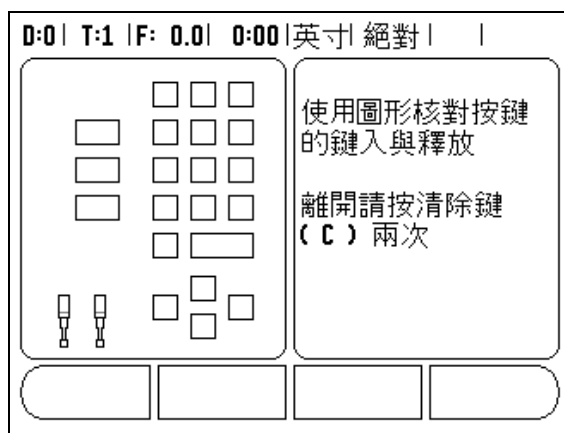 D:0 | T:1 | F: 0.0 | 0:00 | 英寸 | 絕對 | |
使用圖形核對按鍵
的鍵入與釋放
離開請按清除鍵
( C ) 兩次